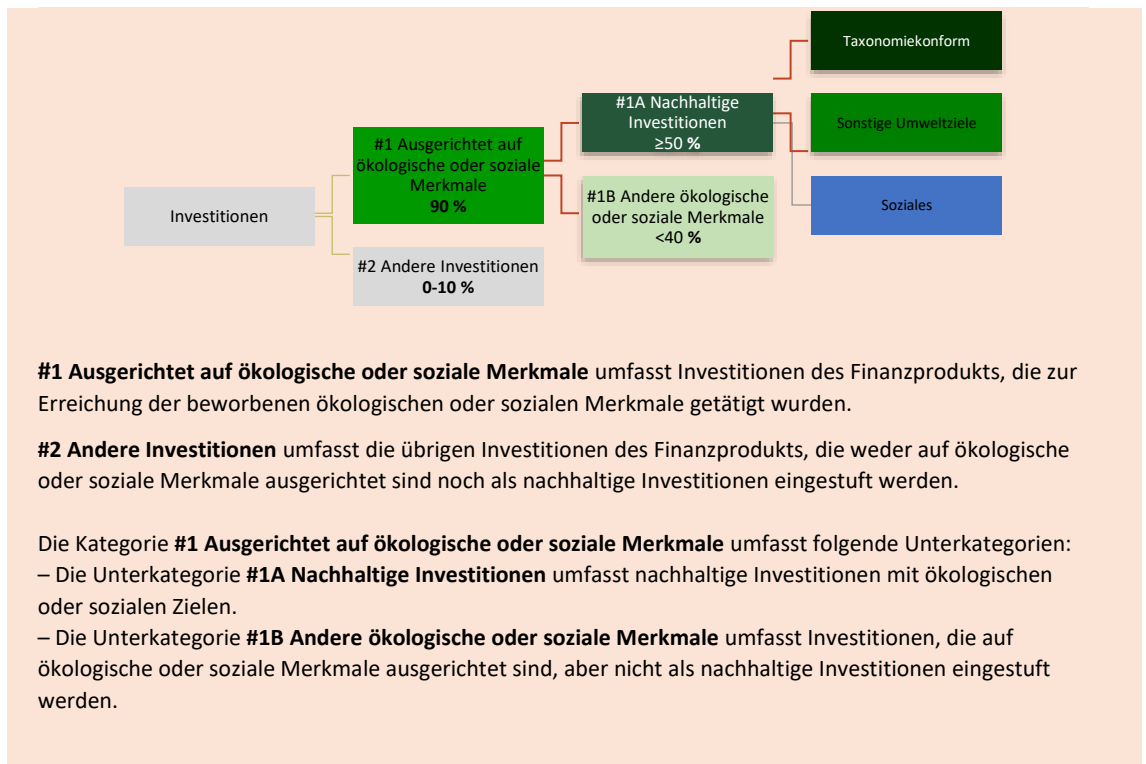 Taxonomiekonform
#1A Nachhaltige
Investitionen
≥50 %
Sonstige Umweltziele
#1 Ausgerichtet auf
ökologische oder soziale
Merkmale
90 %
#1B Andere ökologische
oder soziale Merkmale
<40 %
Investitionen
Soziales
#2 Andere Investitionen
0-10 %
#1 Ausgerichtet auf ökologische oder soziale Merkmale umfasst Investitionen des Finanzprodukts, die zur
Erreichung der beworbenen ökologischen oder sozialen Merkmale getätigt wurden.
#2 Andere Investitionen umfasst die übrigen Investitionen des Finanzprodukts, die weder auf ökologische
oder soziale Merkmale ausgerichtet sind noch als nachhaltige Investitionen eingestuft werden.
Die Kategorie #1 Ausgerichtet auf ökologische oder soziale Merkmale umfasst folgende Unterkategorien:
– Die Unterkategorie #1A Nachhaltige Investitionen umfasst nachhaltige Investitionen mit ökologischen
oder sozialen Zielen.
– Die Unterkategorie #1B Andere ökologische oder soziale Merkmale umfasst Investitionen, die auf
ökologische oder soziale Merkmale ausgerichtet sind, aber nicht als nachhaltige Investitionen eingestuft
werden.